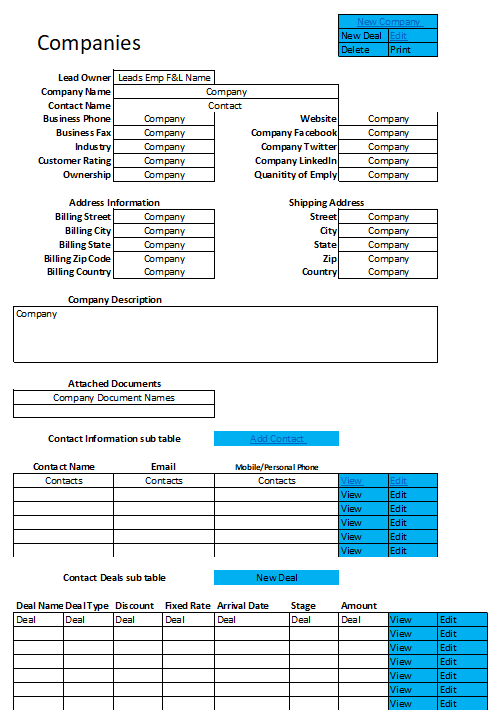 New Company
Companies
New Deal Edit
Delete Print
Lead Owner Leads Emp F&L Name
Company Name Company
Contact Name Contact
Business Phone Company Website Company
Business Fax Company Company Facebook Company
Industry Company Company Twitter Company
Customer Rating Company Company LinkedIn Company
Ownership Company Quanitity of Emply Company
Address Information Shipping Address
Billing Street Company Street Company
Billing City Company City Company
Billing State Company State Company
Billing Zip Code Company Zip Company
Billing Country Company Country Company
Company Description
Company
Attached Documents
Company Document Names
Contact Information sub table Add Contact
Contact Name Email Mobile/Personal Phone
Contacts Contacts Contacts View Edit
View Edit
View Edit
View Edit
View Edit
View Edit
Contact Deals sub table New Deal
Deal Name Deal Type Discount Fixed Rate Arrival Date Stage Amount
Deal Deal Deal Deal Deal Deal Deal View Edit
View Edit
View Edit
View Edit
View Edit
View Edit
View Edit